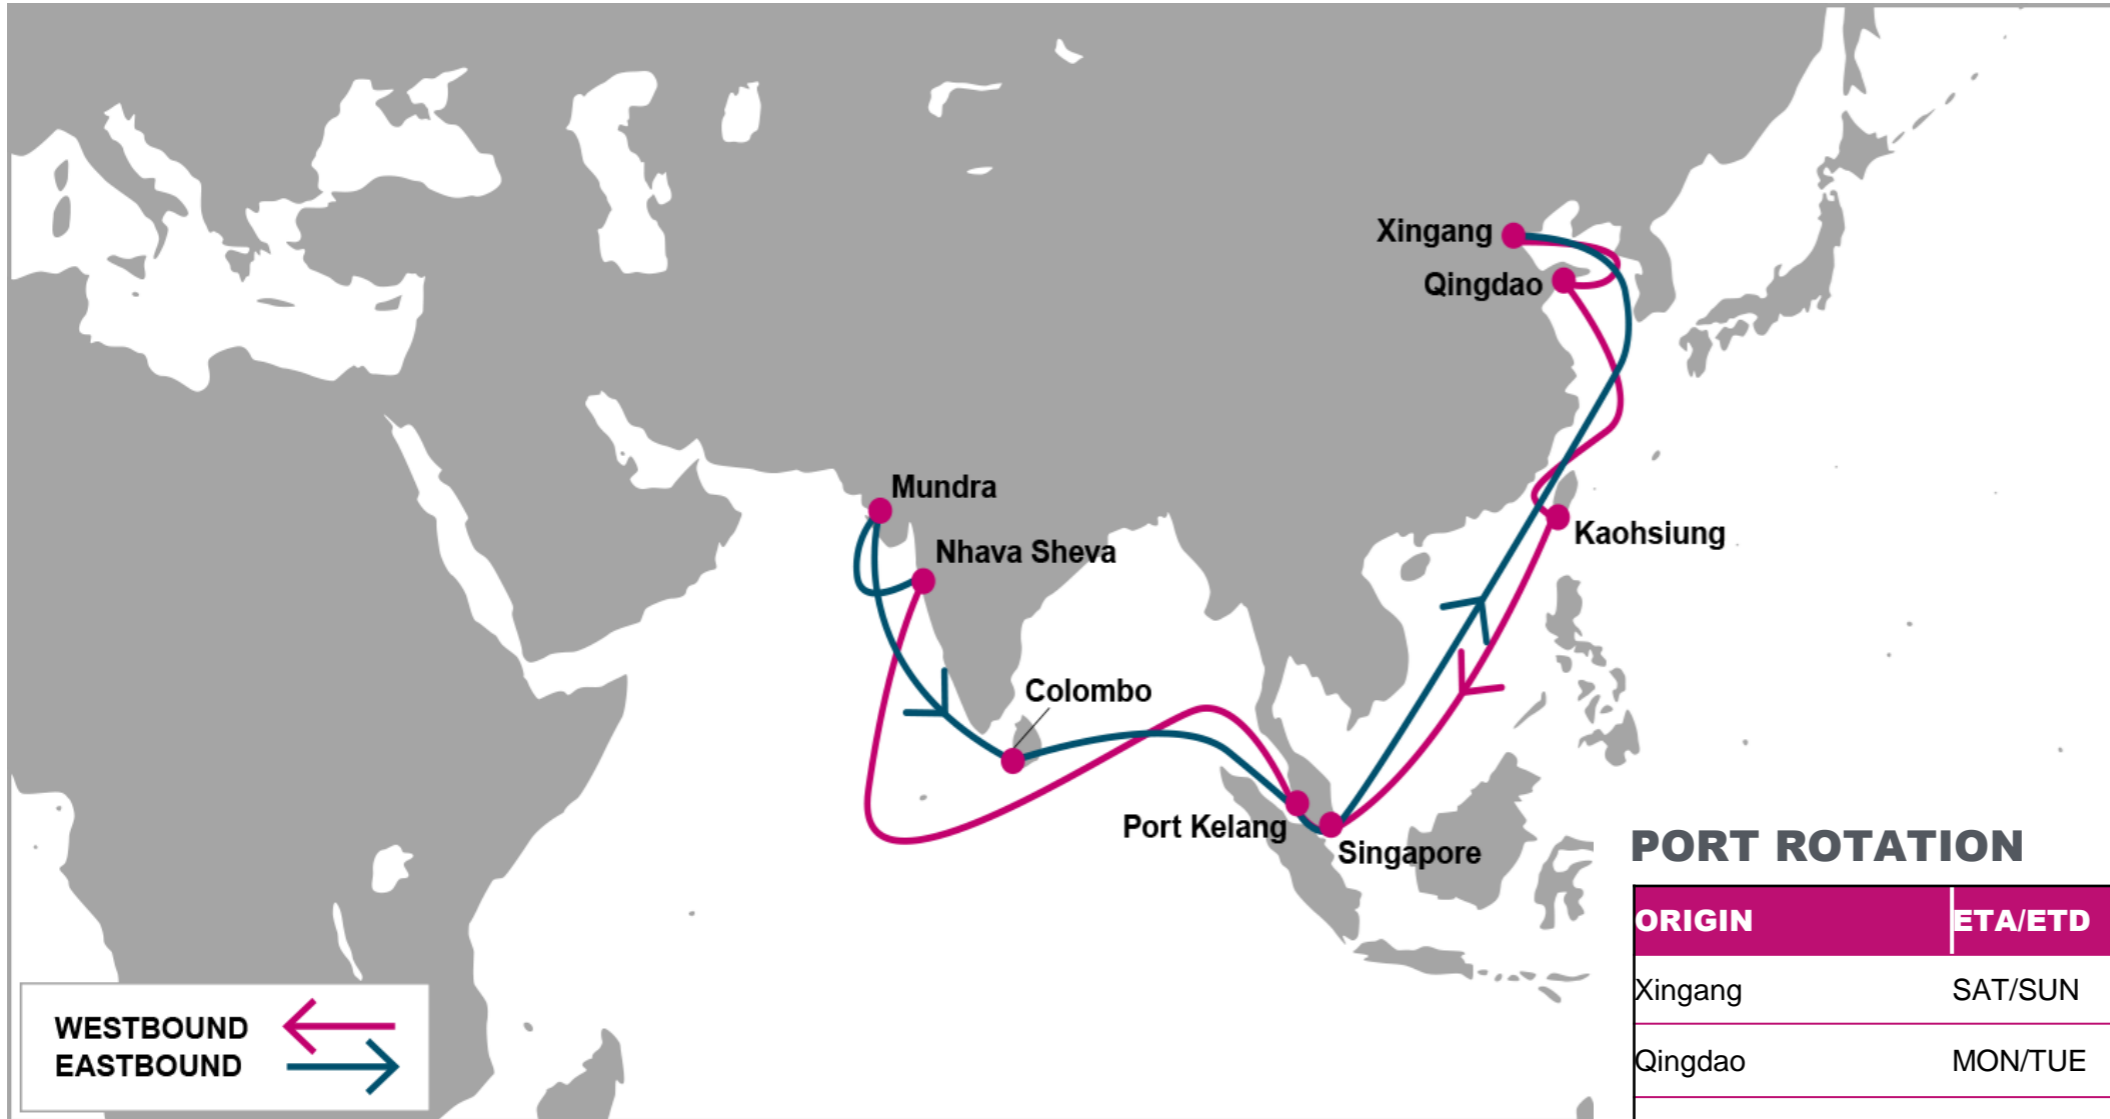 Xingang
Qingdao
Mundra
Nhava Sheva
Kaohsiung
Colombo
Port Kelang
Singapore
WESTBOUND
EASTBOUND
PORT ROTATION
ORIGIN ETA/ETD
Xingang SAT/SUN
Qingdao MON/TUE